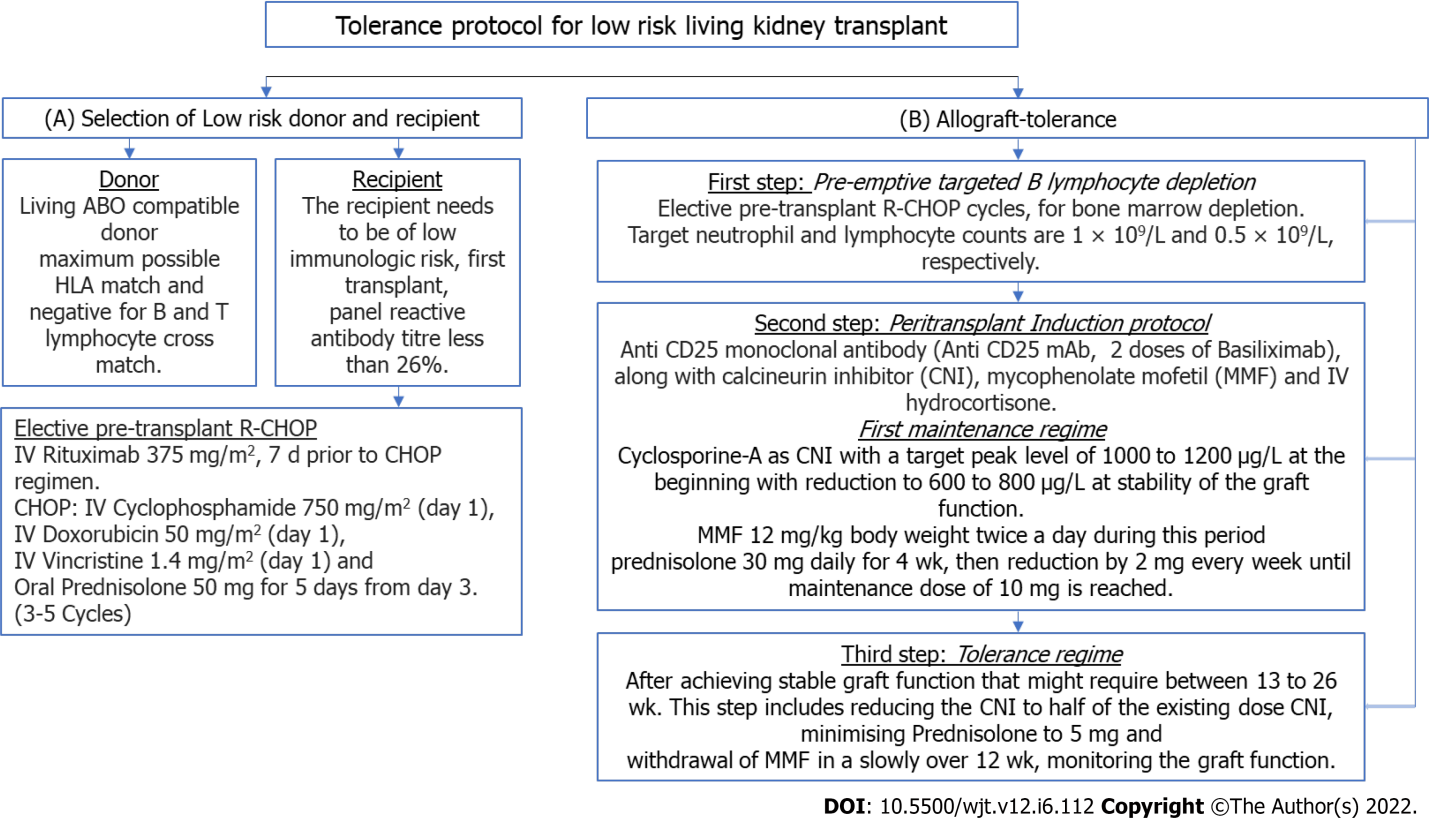 Tolerance protocol for low risk living kidney transplant
(A) Selection of Low risk donor and recipient
Donor
Living ABO compatible
donor
maximum possible
HLA match and
negative for B and T
lymphocyte cross
match.
Recipient
The recipient needs
to be of low
immunologic risk, first
transplant,
panel reactive
antibody titre less
than 26%.
Elective pre-transplant R-CHOP
IV Rituximab 375 mg/m², 7 d prior to CHOP
regimen.
CHOP: IV Cyclophosphamide 750 mg/m² (day 1),
IV Doxorubicin 50 mg/m² (day 1),
IV Vincristine 1.4 mg/m² (day 1) and
Oral Prednisolone 50 mg for 5 days from day 3.
(3-5 Cycles)
(B) Allograft-tolerance
First step: Pre-emptive targeted B lymphocyte depletion
Elective pre-transplant R-CHOP cycles, for bone marrow depletion.
Target neutrophil and lymphocyte counts are 1 × 10⁹/L and 0.5 × 10⁹/L,
respectively.
Second step: Peritransplant Induction protocol
Anti CD25 monoclonal antibody (Anti CD25 mAb, 2 doses of Basiliximab),
along with calcineurin inhibitor (CNI), mycophenolate mofetil (MMF) and IV
hydrocortisone.
First maintenance regime
Cyclosporine-A as CNI with a target peak level of 1000 to 1200 µg/L at the
beginning with reduction to 600 to 800 µg/L at stability of the graft
function.
MMF 12 mg/kg body weight twice a day during this period
prednisolone 30 mg daily for 4 wk, then reduction by 2 mg every week until
maintenance dose of 10 mg is reached.
Third step: Tolerance regime
After achieving stable graft function that might require between 13 to 26
wk. This step includes reducing the CNI to half of the existing dose CNI,
minimising Prednisolone to 5 mg and
withdrawal of MMF in a slowly over 12 wk, monitoring the graft function.
DOI: 10.5500/wjt.v12.i6.112 Copyright ©The Author(s) 2022.